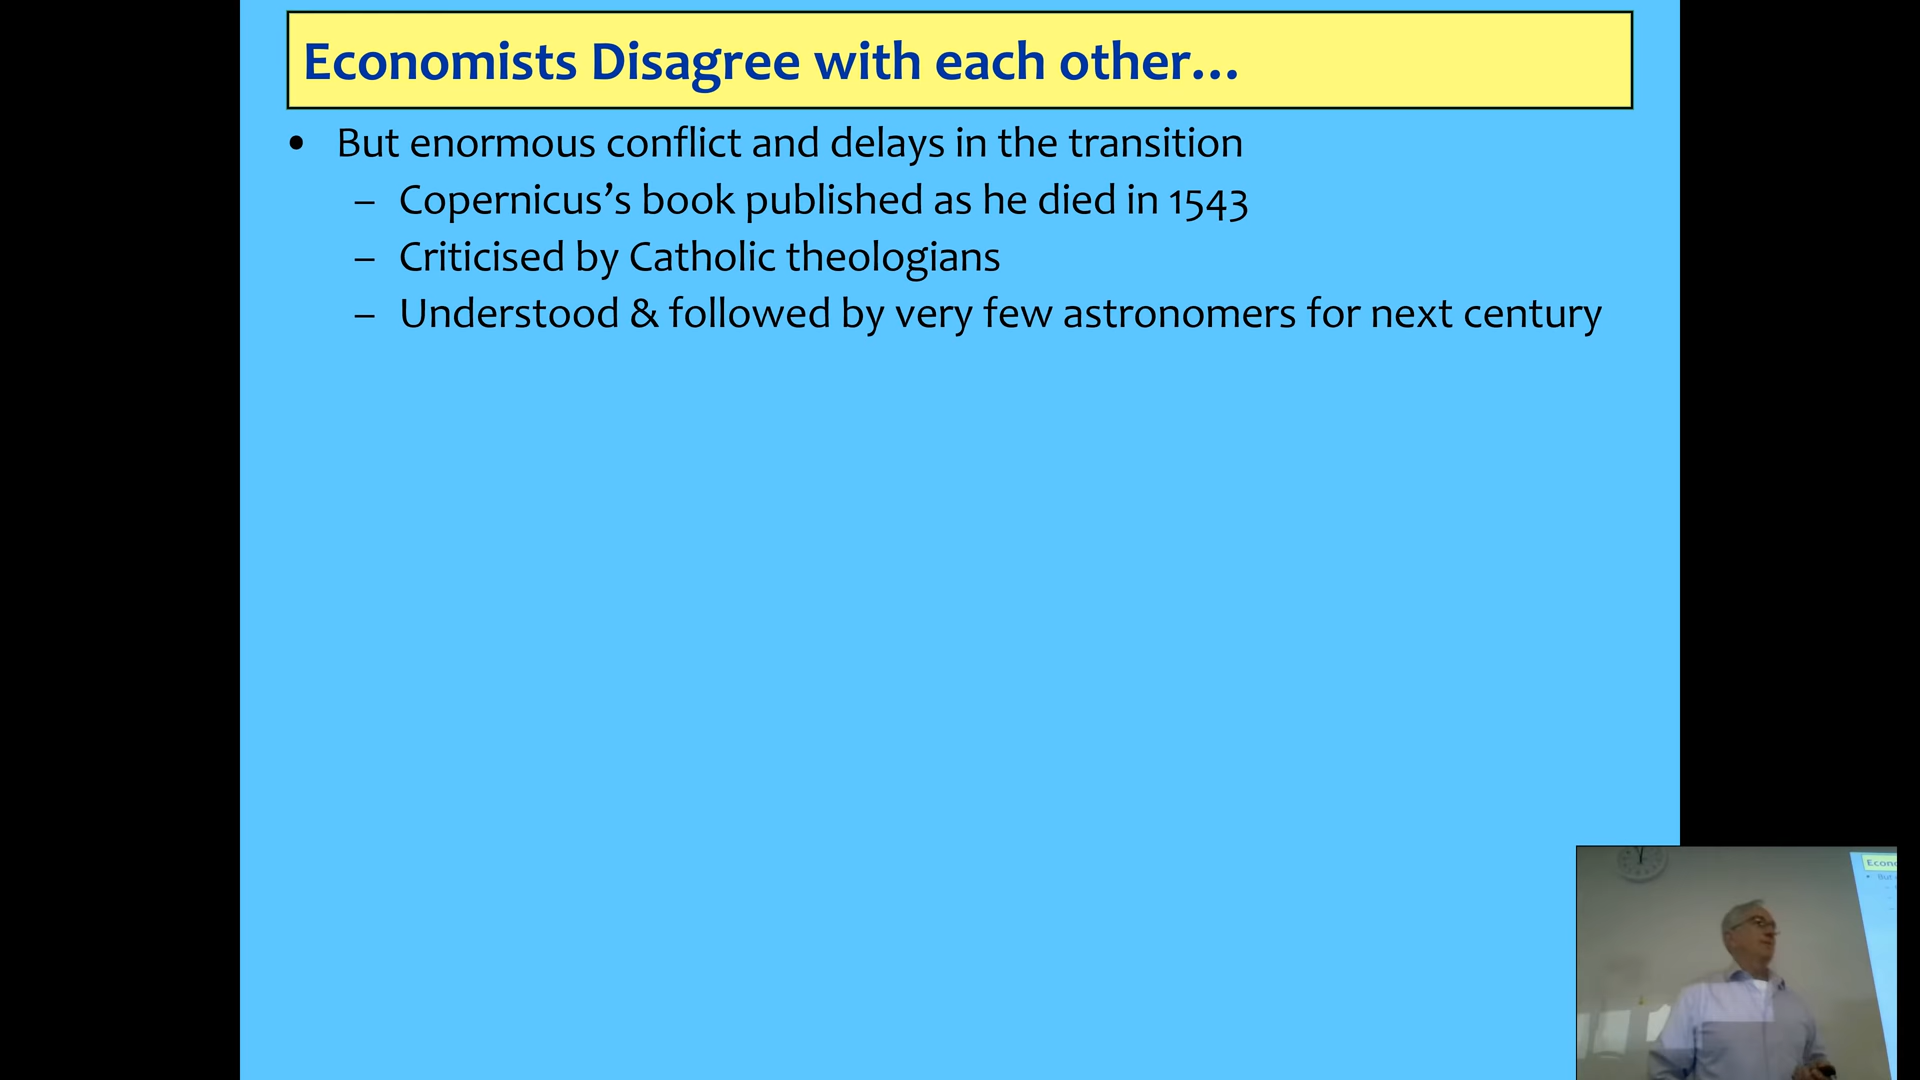 Economists Disagree with each other...
• But enormous conflict and delays in the transition
– Copernicus’s book published as he died in 1543
– Criticised by Catholic theologians
– Understood & followed by very few astronomers for next century
Econ